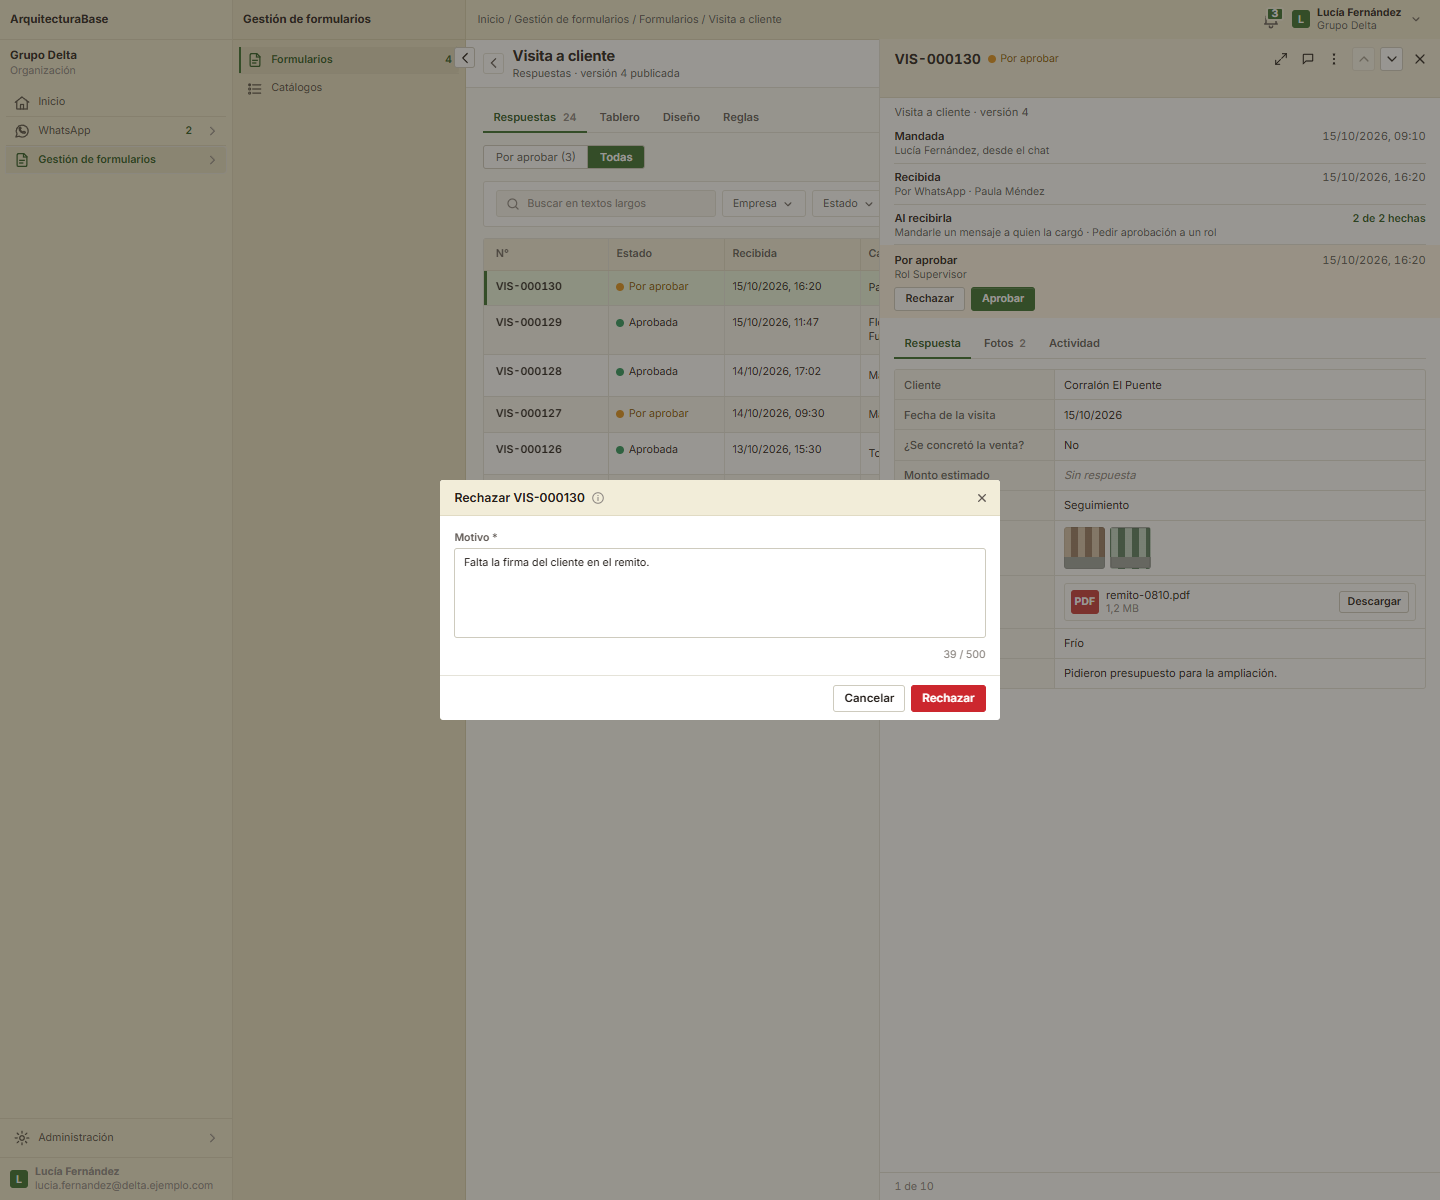 ArquitecturaBase
Grupo Delta
Organización
Inicio
WhatsApp 2
Gestión de formularios
Administración
L
Lucía Fernández
lucia.fernandez@delta.ejemplo.com
Gestión de formularios
Formularios 4
Catálogos
Inicio / Gestión de formularios / Formularios / Visita a cliente
3
L
Lucía Fernández
Grupo Delta
Visita a cliente
Respuestas · versión 4 publicada
Respuestas 24 Tablero Diseño Reglas
Por aprobar (3) Todas
Buscar en textos largos Empresa Estado
N° Estado Recibida Ca
VIS-000130 Por aprobar 15/10/2026, 16:20 Pa
VIS-000129 Aprobada 15/10/2026, 11:47 Fl
Fu
VIS-000128 Aprobada 14/10/2026, 17:02 Ma
VIS-000127 Por aprobar 14/10/2026, 09:30 Ma
VIS-000126 Aprobada 13/10/2026, 15:30 To
VIS-000130 Por aprobar
Visita a cliente · versión 4
Mandada 15/10/2026, 09:10
Lucía Fernández, desde el chat
Recibida 15/10/2026, 16:20
Por WhatsApp · Paula Méndez
Al recibirla 2 de 2 hechas
Mandarle un mensaje a quien la cargó · Pedir aprobación a un rol
Por aprobar 15/10/2026, 16:20
Rol Supervisor
Rechazar Aprobar
Respuesta Fotos 2 Actividad
Cliente Corralón El Puente
Fecha de la visita 15/10/2026
¿Se concretó la venta? No
Monto estimado Sin respuesta
Seguimiento
PDF
remito-0810.pdf
1,2 MB
Descargar
Frío
Pidieron presupuesto para la ampliación.
1 de 10
Rechazar VIS-000130
Motivo *
Falta la firma del cliente en el remito.
39 / 500
Cancelar Rechazar